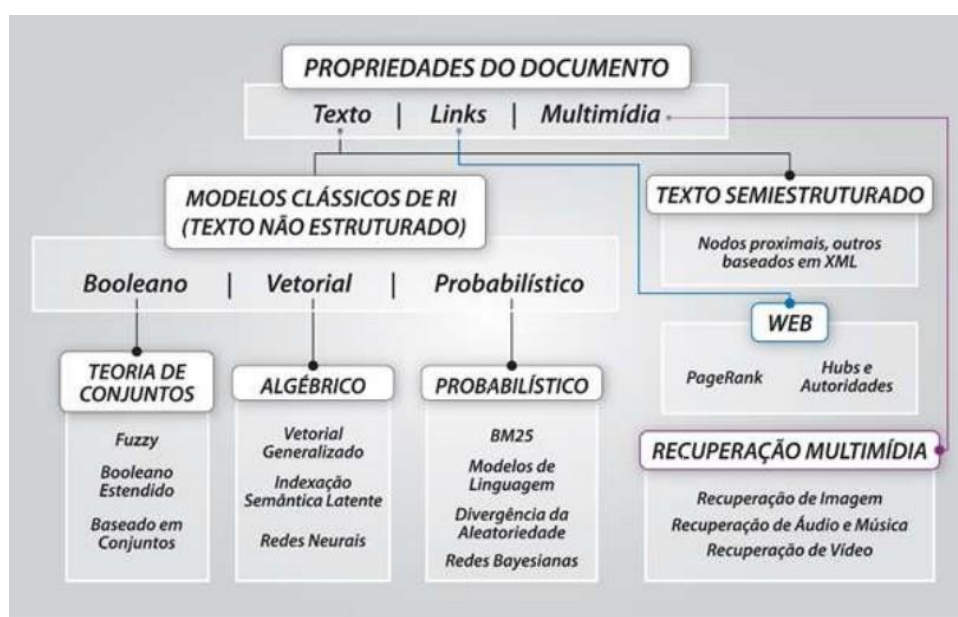 PROPRIEDADES DO DOCUMENTO
Texto | Links | Multimídia
MODELOS CLÁSSICOS DE RI
(TEXTO NÃO ESTRUTURADO)
Booleano | Vetorial | Probabilístico
TEORIA DE
CONJUNTOS
Fuzzy
Booleano
Estendido
Baseado em
Conjuntos
ALGÉBRICO
Vetorial
Generalizado
Indexação
Semântica Latente
Redes Neurais
PROBABILÍSTICO
BM25
Modelos de
Linguagem
Divergência da
Aleatoriedade
Redes Bayesianas
TEXTO SEMIESTRUTURADO
Nodos proximais, outros
baseados em XML
WEB
PageRank
Hubs e
Autoridades
RECUPERAÇÃO MULTIMÍDIA
Recuperação de Imagem
Recuperação de Áudio e Música
Recuperação de Vídeo